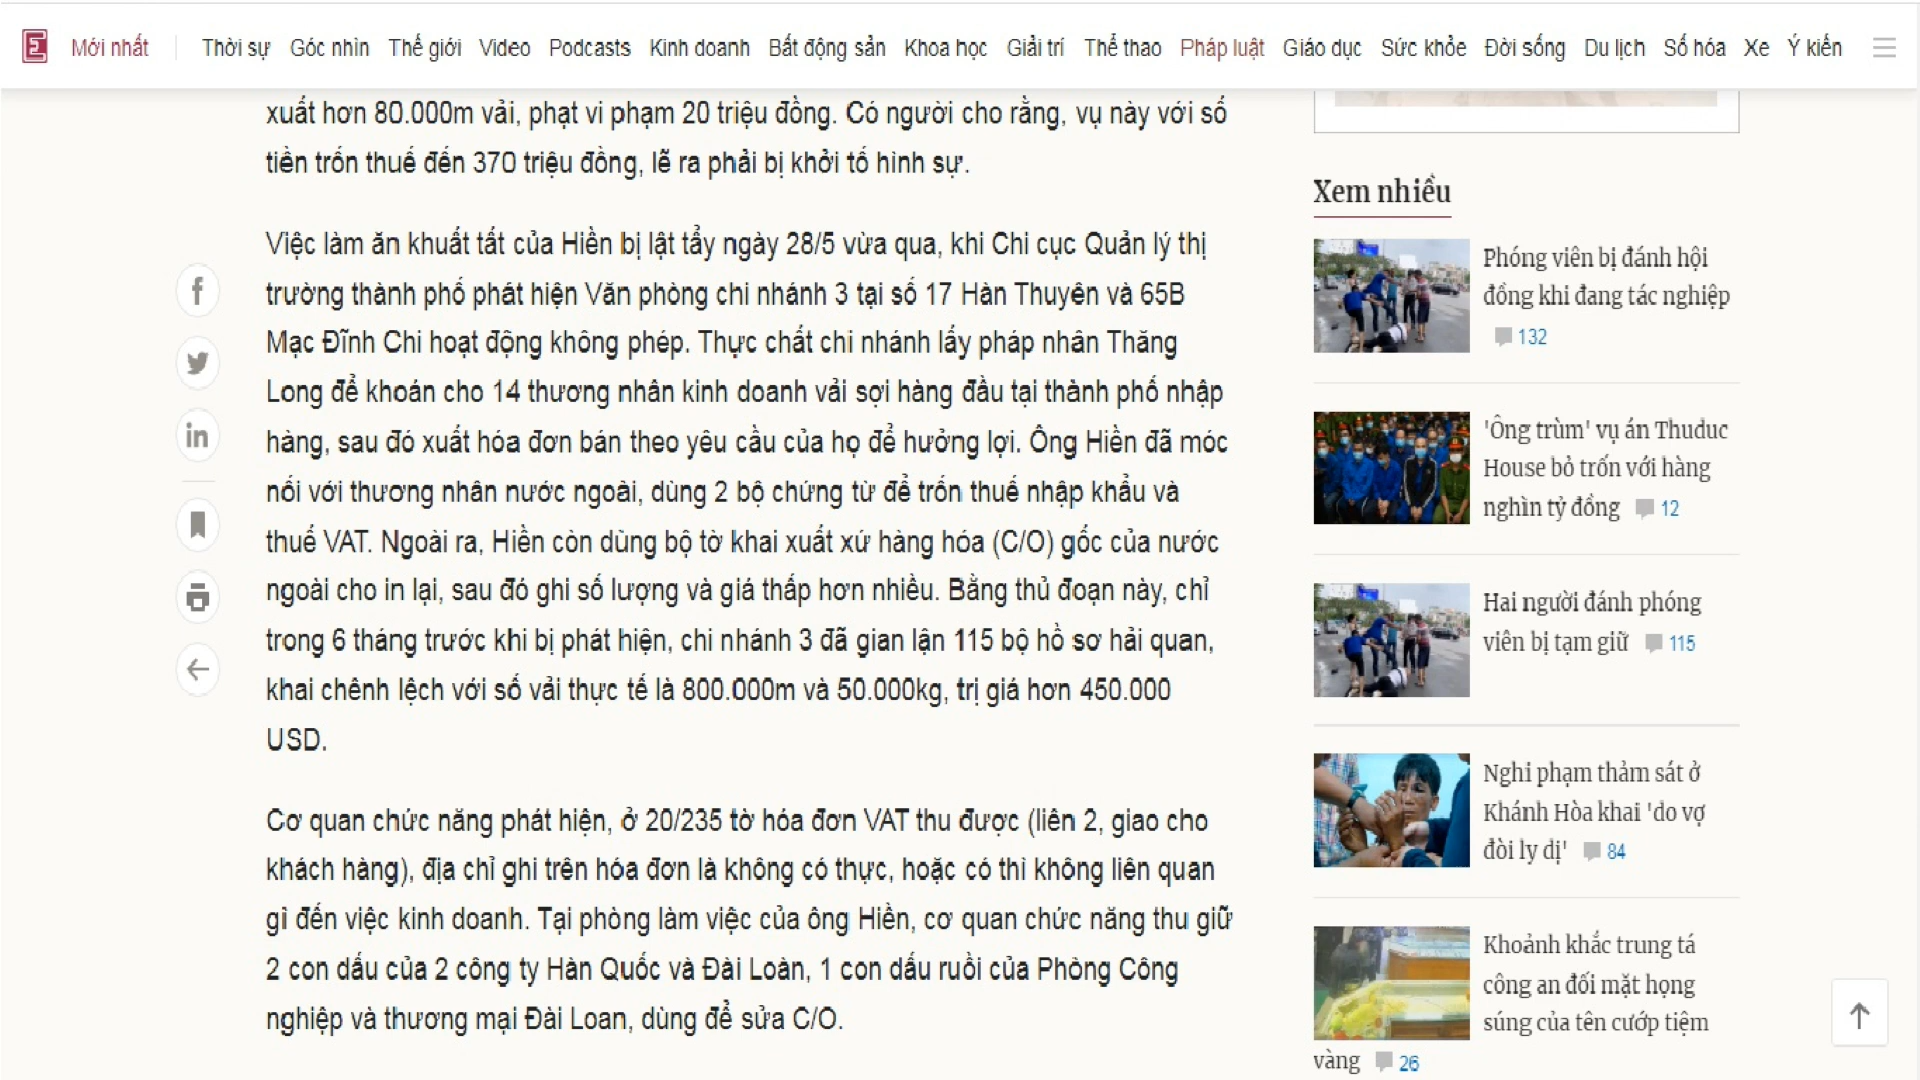 E Mới nhất Thời sự Góc nhìn Thế giới Video Podcasts Kinh doanh Bất động sản Khoa học Giải trí Thể thao Pháp luật Giáo dục Sức khỏe Đời sống Du lịch Số hóa Xe Ý kiến
xuất hơn 80.000m vải, phạt vi phạm 20 triệu đồng. Có người cho rằng, vụ này với số
tiền trốn thuế đến 370 triệu đồng, lẽ ra phải bị khởi tố hình sự.
Việc làm ăn khuất tất của Hiền bị lật tẩy ngày 28/5 vừa qua, khi Chi cục Quản lý thị
trường thành phố phát hiện Văn phòng chi nhánh 3 tại số 17 Hàn Thuyên và 65B
Mạc Đĩnh Chi hoạt động không phép. Thực chất chi nhánh lấy pháp nhân Thăng
Long để khoán cho 14 thương nhân kinh doanh vải sợi hàng đầu tại thành phố nhập
hàng, sau đó xuất hóa đơn bán theo yêu cầu của họ để hưởng lợi. Ông Hiền đã móc
nối với thương nhân nước ngoài, dùng 2 bộ chứng từ để trốn thuế nhập khẩu và
thuế VAT. Ngoài ra, Hiền còn dùng bộ tờ khai xuất xứ hàng hóa (C/O) gốc của nước
ngoài cho in lại, sau đó ghi số lượng và giá thấp hơn nhiều. Bằng thủ đoạn này, chỉ
trong 6 tháng trước khi bị phát hiện, chi nhánh 3 đã gian lận 115 bộ hồ sơ hải quan,
khai chênh lệch với số vải thực tế là 800.000m và 50.000kg, trị giá hơn 450.000
USD.
Cơ quan chức năng phát hiện, ở 20/235 tờ hóa đơn VAT thu được (liên 2, giao cho
khách hàng), địa chỉ ghi trên hóa đơn là không có thực, hoặc có thì không liên quan
gì đến việc kinh doanh. Tại phòng làm việc của ông Hiền, cơ quan chức năng thu giữ
2 con dấu của 2 công ty Hàn Quốc và Đài Loàn, 1 con dấu ruồi của Phòng Công
nghiệp và thương mại Đài Loan, dùng để sửa C/O.
Xem nhiều
Phóng viên bị đánh hội
đồng khi đang tác nghiệp
132
'Ông trùm' vụ án Thuduc
House bỏ trốn với hàng
nghìn tỷ đồng 12
Hai người đánh phóng
viên bị tạm giữ 115
Nghi phạm thảm sát ở
Khánh Hòa khai 'do vợ
đòi ly dị' 84
Khoảnh khắc trung tá
công an đối mặt họng
súng của tên cướp tiệm
vàng 26